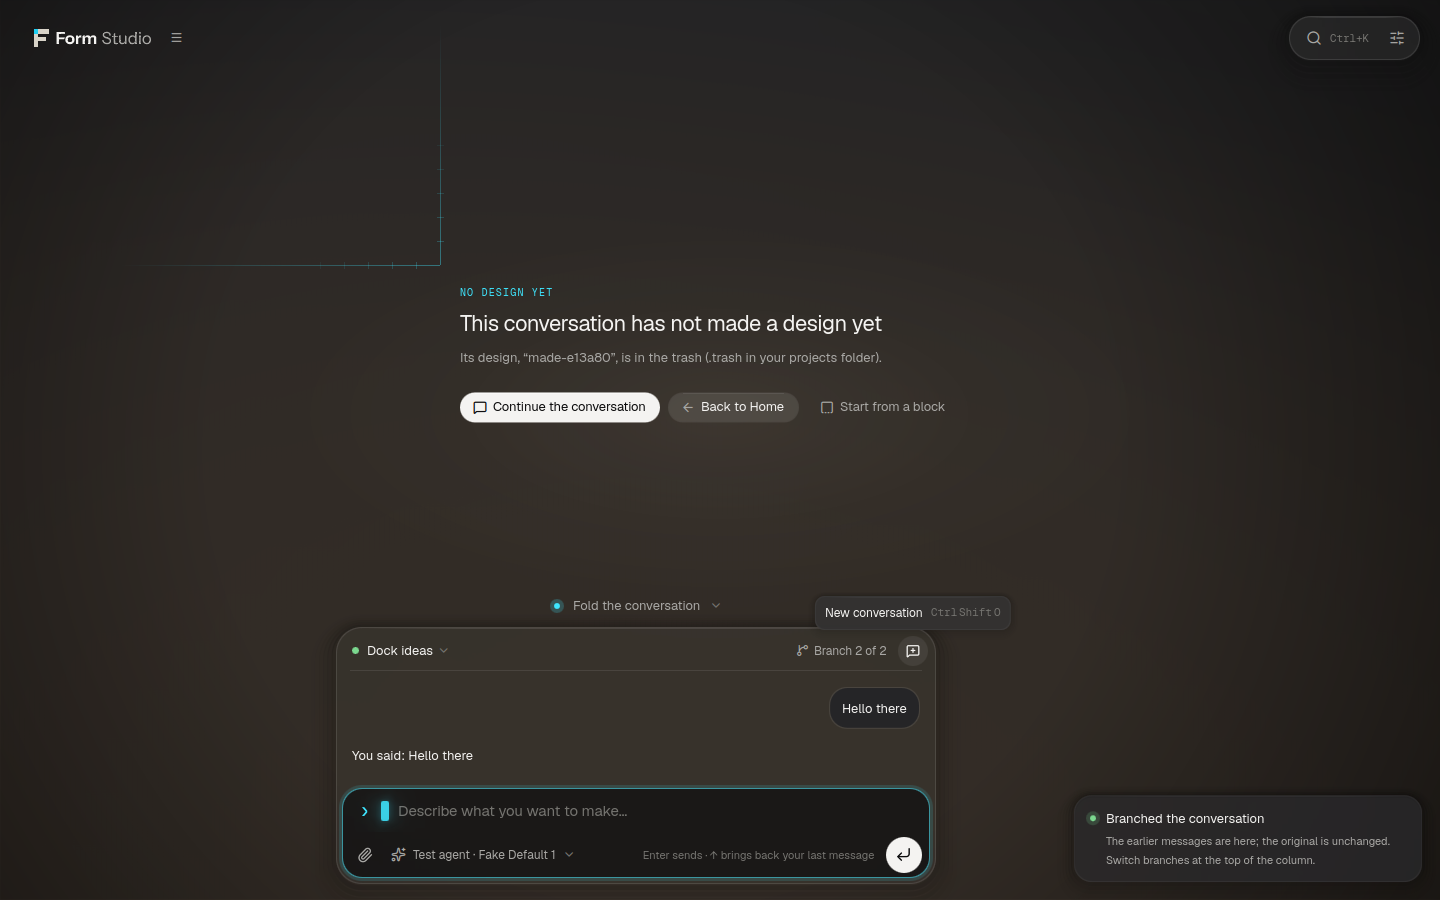 Form Studio
Ctrl+K
NO DESIGN YET
This conversation has not made a design yet
Its design, “made-e13a80”, is in the trash (.trash in your projects folder).
Continue the conversation
Back to Home
Start from a block
Fold the conversation
New conversation Ctrl Shift O
Dock ideas
Branch 2 of 2
Hello there
You said: Hello there
Describe what you want to make...
Test agent · Fake Default 1
Enter sends · ↑ brings back your last message
Branched the conversation
The earlier messages are here; the original is unchanged.
Switch branches at the top of the column.